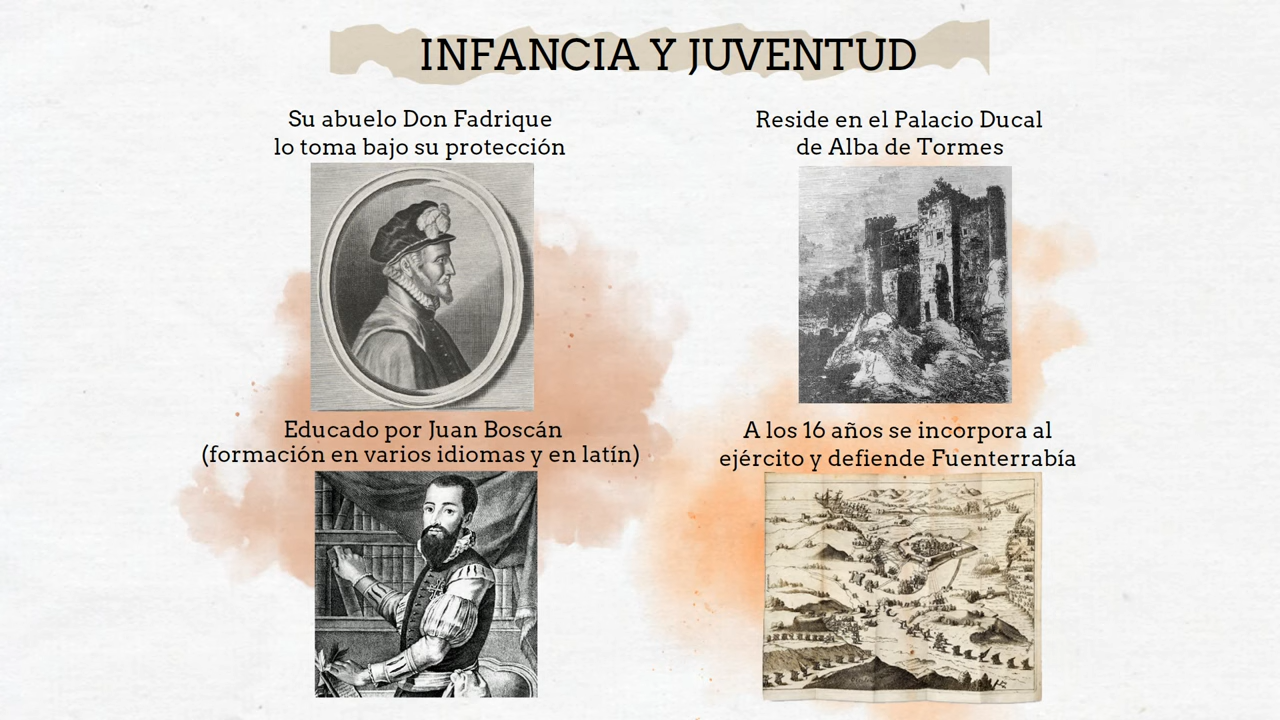 INFANCIA Y JUVENTUD
Su abuelo Don Fadrique
lo toma bajo su protección
Reside en el Palacio Ducal
de Alba de Tormes
Educado por Juan Boscán
(formación en varios idiomas y en latín)
A los 16 años se incorpora al
ejército y defiende Fuenterrabía